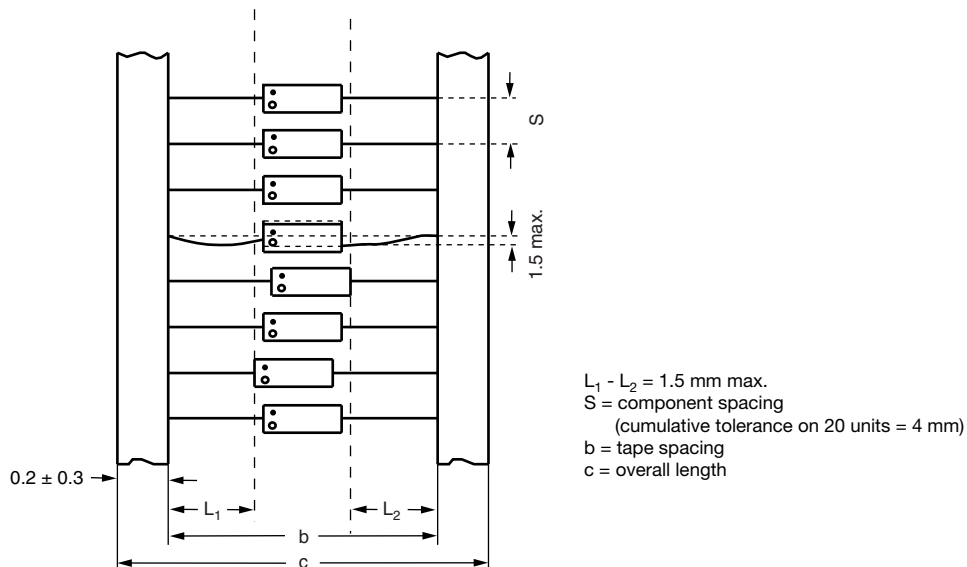 S
1.5 max.
L₁ - L₂ = 1.5 mm max.
S = component spacing
(cumulative tolerance on 20 units = 4 mm)
b = tape spacing
c = overall length
0.2 ± 0.3
L₁
L₂
b
c